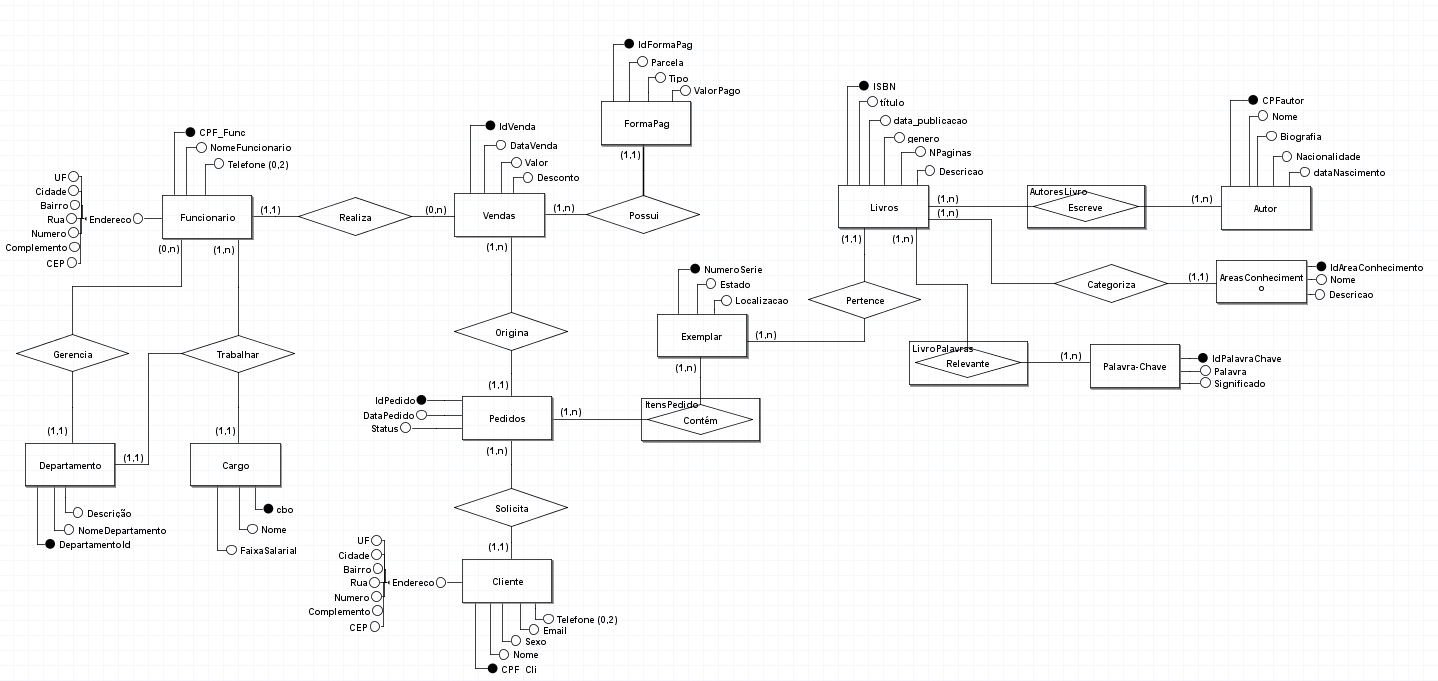 IdFormaPag
Parcela
Tipo
ValorPago
FormaPag
(1,1)
Possui
CPF_Func
NomeFuncionario
Telefone (0,2)
UF
Cidade
Bairro
Rua
Numero
Complemento
CEP
Endereco
Funcionario
(1,1)
(0,n)
(1,n)
Realiza
(0,n)
IdVenda
DataVenda
Valor
Desconto
Vendas
(1,n)
(1,n)
Gerencia
Trabalhar
(1,1)
(1,1)
(1,1)
Departamento
Descrição
NomeDepartamento
DepartamentoId
Cargo
cbo
Nome
FaixaSalarial
Origina
(1,1)
IdPedido
DataPedido
Status
Pedidos
(1,n)
(1,n)
Solicita
(1,1)
UF
Cidade
Bairro
Rua
Numero
Complemento
CEP
Endereco
Cliente
Telefone (0,2)
Email
Sexo
Nome
CPF_Cli
ItensPedido
Contém
(1,n)
NumeroSerie
Estado
Localizacao
Exemplar
(1,n)
Pertence
(1,1)
ISBN
título
data_publicacao
genero
NPaginas
Descricao
Livros
(1,n)
(1,n)
(1,n)
AutoresLivro
Escreve
(1,n)
CPFautor
Nome
Biografia
Nacionalidade
dataNascimento
Autor
Categoriza
(1,1)
AreasConheciment
o
IdAreaConhecimento
Nome
Descricao
LivroPalavras
Relevante
(1,n)
Palavra-Chave
IdPalavraChave
Palavra
Significado